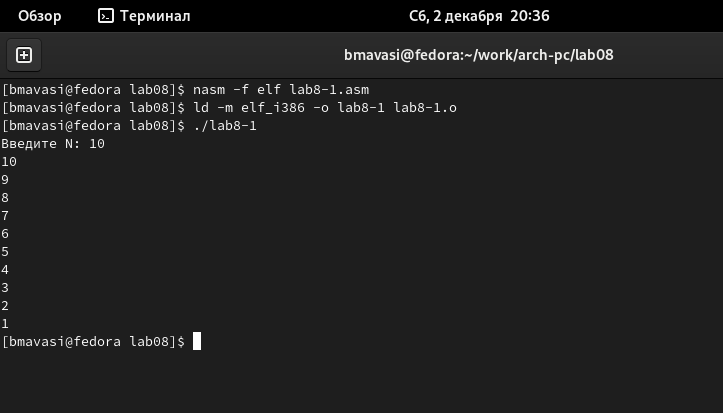 Обзор Терминал Сб, 2 декабря 20:36
bmavasi@fedora:~/work/arch-pc/lab08
[bmavasi@fedora lab08]$ nasm -f elf lab8-1.asm
[bmavasi@fedora lab08]$ ld -m elf_i386 -o lab8-1 lab8-1.o
[bmavasi@fedora lab08]$ ./lab8-1
Введите N: 10
10
9
8
7
6
5
4
3
2
1
[bmavasi@fedora lab08]$